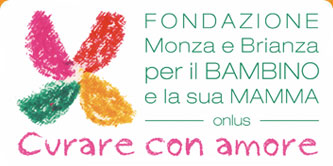 FONDAZIONE
Monza e Brianza
per il BAMBINO
e la sua MAMMA
onlus
Curare con amore